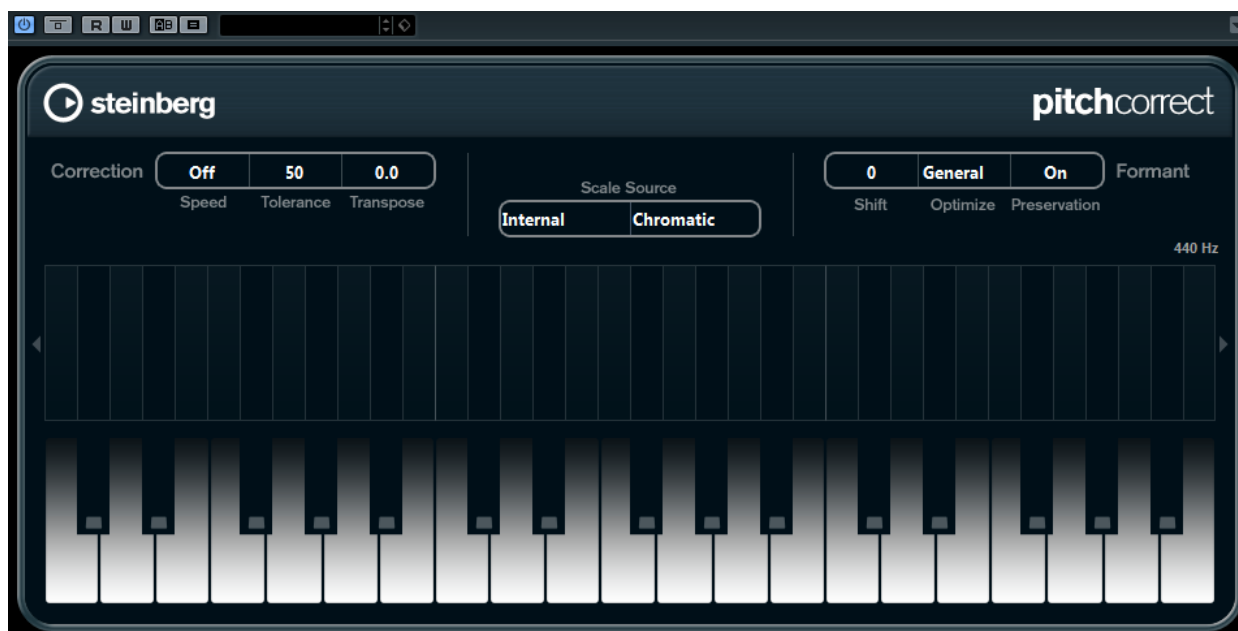 R W AB
steinberg
pitchcorrect
Correction Off 50 0.0
Speed Tolerance Transpose
Scale Source
Internal Chromatic
0 General On Formant
Shift Optimize Preservation
440 Hz